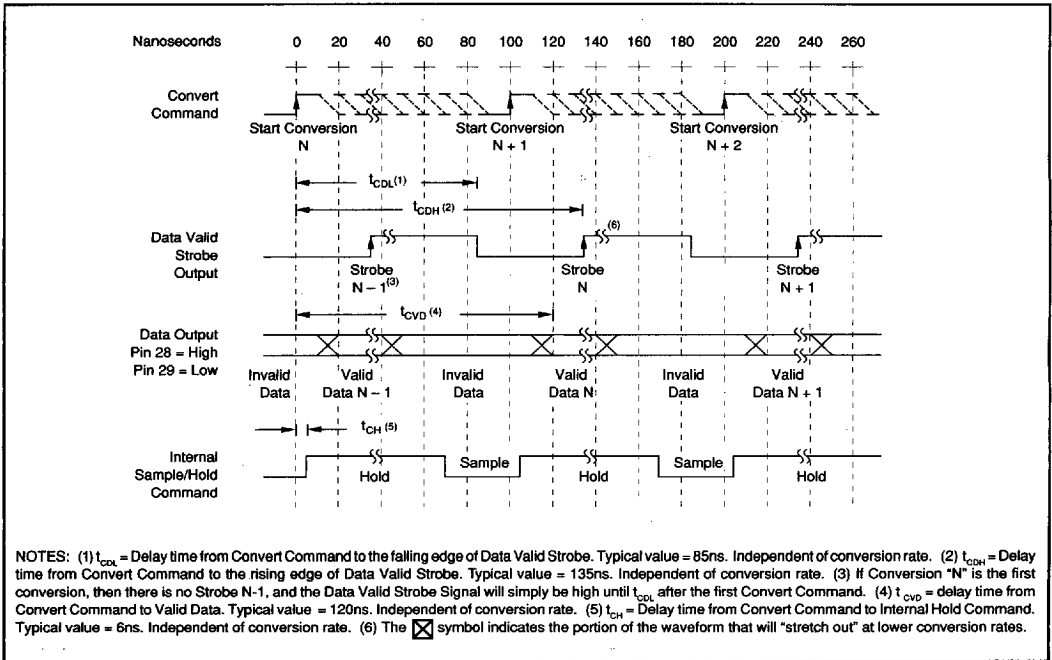 Nanoseconds 0 20 40 60 80 100 120 140 160 180 200 220 240 260
Convert
Command
Start Conversion
N
Start Conversion
N + 1
Start Conversion
N + 2
tCDL(1)
tCDH(2)
(6)
Data Valid
Strobe
Output
Strobe
N – 1(3)
Strobe
N
Strobe
N + 1
tCVD(4)
Data Output
Pin 28 = High
Pin 29 = Low
Invalid
Data
Valid
Data N – 1
Invalid
Data
Valid
Data N
Invalid
Data
Valid
Data N + 1
tCH(5)
Internal
Sample/Hold
Command
Hold
Sample
Hold
Sample
Hold
NOTES: (1) tCDL = Delay time from Convert Command to the falling edge of Data Valid Strobe. Typical value = 85ns. Independent of conversion rate. (2) tCDH = Delay
time from Convert Command to the rising edge of Data Valid Strobe. Typical value = 135ns. Independent of conversion rate. (3) If Conversion "N" is the first
conversion, then there is no Strobe N-1, and the Data Valid Strobe Signal will simply be high until tCDL after the first Convert Command. (4) tCVD = delay time from
Convert Command to Valid Data. Typical value = 120ns. Independent of conversion rate. (5) tCH = Delay time from Convert Command to Internal Hold Command.
Typical value = 6ns. Independent of conversion rate. (6) The symbol indicates the portion of the waveform that will "stretch out" at lower conversion rates.